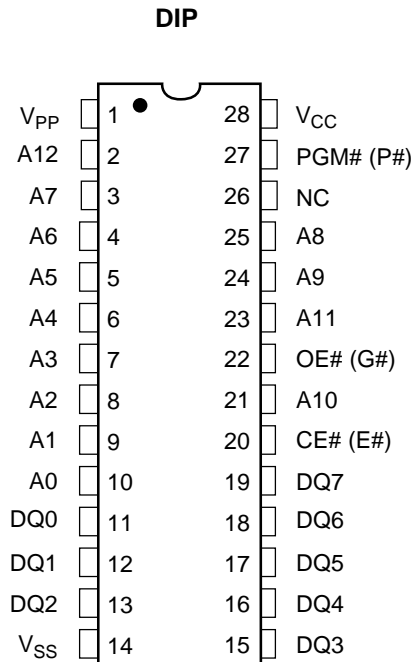 DIP
VPP 1 28 VCC
A12 2 27 PGM# (P#)
A7 3 26 NC
A6 4 25 A8
A5 5 24 A9
A4 6 23 A11
A3 7 22 OE# (G#)
A2 8 21 A10
A1 9 20 CE# (E#)
A0 10 19 DQ7
DQ0 11 18 DQ6
DQ1 12 17 DQ5
DQ2 13 16 DQ4
VSS 14 15 DQ3